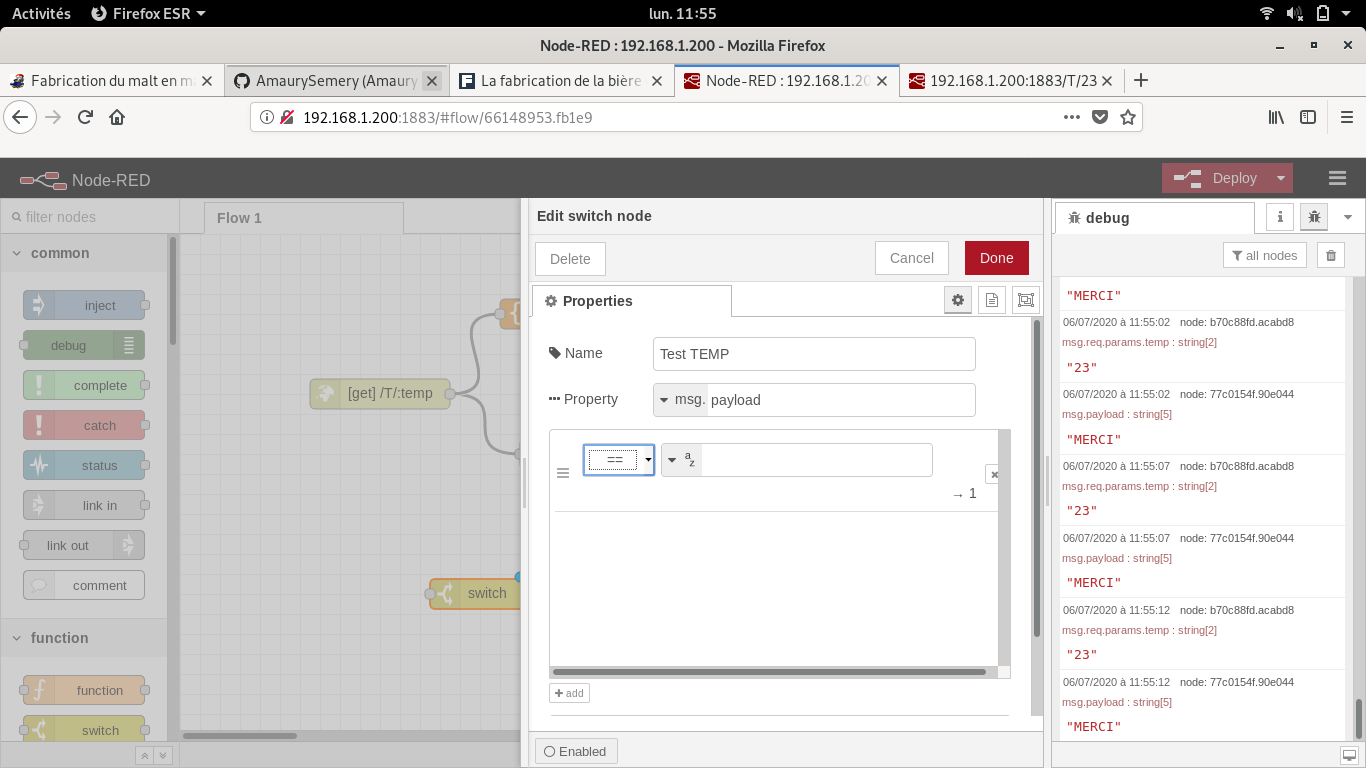 Activités Firefox ESR lun. 11:55
Node-RED : 192.168.1.200 - Mozilla Firefox
Fabrication du malt en m
AmaurySemery (Amaury
La fabrication de la bière
Node-RED : 192.168.1.20
192.168.1.200:1883/T/23
192.168.1.200:1883/#flow/66148953.fb1e9
Node-RED
Deploy
filter nodes
common
inject
debug
complete
catch
status
link in
link out
comment
function
function
switch
Flow 1
[get] /T/:temp
switch
Edit switch node
Delete
Cancel
Done
Properties
Name
Test TEMP
Property
msg. payload
==
az
→ 1
add
Enabled
debug
i
all nodes
"MERCI"
06/07/2020 à 11:55:02 node: b70c88fd.acabd8
msg.req.params.temp : string[2]
"23"
06/07/2020 à 11:55:02 node: 77c0154f.90e044
msg.payload : string[5]
"MERCI"
06/07/2020 à 11:55:07 node: b70c88fd.acabd8
msg.req.params.temp : string[2]
"23"
06/07/2020 à 11:55:07 node: 77c0154f.90e044
msg.payload : string[5]
"MERCI"
06/07/2020 à 11:55:12 node: b70c88fd.acabd8
msg.req.params.temp : string[2]
"23"
06/07/2020 à 11:55:12 node: 77c0154f.90e044
msg.payload : string[5]
"MERCI"